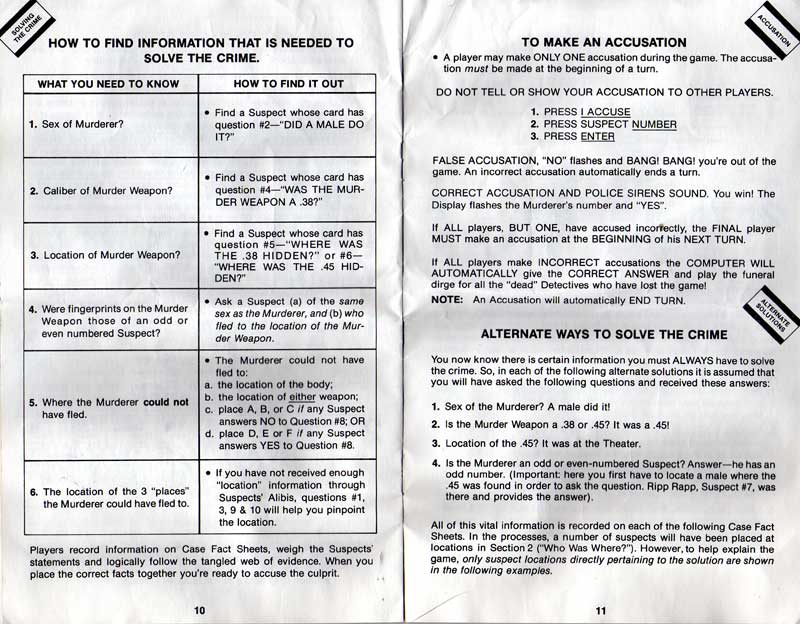 SOLVING
THE CRIME
HOW TO FIND INFORMATION THAT IS NEEDED TO
SOLVE THE CRIME.
WHAT YOU NEED TO KNOW
HOW TO FIND IT OUT
1. Sex of Murderer?
• Find a Suspect whose card has
question #2—"DID A MALE DO
IT?"
2. Caliber of Murder Weapon?
• Find a Suspect whose card has
question #4—"WAS THE MUR-
DER WEAPON A .38?"
3. Location of Murder Weapon?
• Find a Suspect whose card has
question #5—"WHERE WAS
THE .38 HIDDEN?" or #6—
"WHERE WAS THE .45 HID-
DEN?"
4. Were fingerprints on the Murder
Weapon those of an odd or
even numbered Suspect?
• Ask a Suspect (a) of the same
sex as the Murderer, and (b) who
fled to the location of the Mur-
der Weapon.
5. Where the Murderer could not
have fled.
• The Murderer could not have
fled to:
a. the location of the body;
b. the location of either weapon;
c. place A, B, or C if any Suspect
answers NO to Question #8; OR
d. place D, E or F if any Suspect
answers YES to Question #8.
6. The location of the 3 "places"
the Murderer could have fled to.
• If you have not received enough
"location" information through
Suspects' Alibis, questions #1,
3, 9 & 10 will help you pinpoint
the location.
Players record information on Case Fact Sheets, weigh the Suspects'
statements and logically follow the tangled web of evidence. When you
place the correct facts together you're ready to accuse the culprit.
10
ACCUSATION
TO MAKE AN ACCUSATION
• A player may make ONLY ONE accusation during the game. The accusa-
tion must be made at the beginning of a turn.
DO NOT TELL OR SHOW YOUR ACCUSATION TO OTHER PLAYERS.
1. PRESS I ACCUSE
2. PRESS SUSPECT NUMBER
3. PRESS ENTER
FALSE ACCUSATION, "NO" flashes and BANG! BANG! you're out of the
game. An incorrect accusation automatically ends a turn.
CORRECT ACCUSATION AND POLICE SIRENS SOUND. You win! The
Display flashes the Murderer's number and "YES".
If ALL players, BUT ONE, have accused incorrectly, the FINAL player
MUST make an accusation at the BEGINNING of his NEXT TURN.
If ALL players make INCORRECT accusations the COMPUTER WILL
AUTOMATICALLY give the CORRECT ANSWER and play the funeral
dirge for all the "dead" Detectives who have lost the game!
NOTE: An Accusation will automatically END TURN.
ALTERNATE
SOLUTIONS
ALTERNATE WAYS TO SOLVE THE CRIME
You now know there is certain information you must ALWAYS have to solve
the crime. So, in each of the following alternate solutions it is assumed that
you will have asked the following questions and received these answers:
1. Sex of the Murderer? A male did it!
2. Is the Murder Weapon a .38 or .45? It was a .45!
3. Location of the .45? It was at the Theater.
4. Is the Murderer an odd or even-numbered Suspect? Answer—he has an
odd number. (Important: here you first have to locate a male where the
.45 was found in order to ask the question. Ripp Rapp, Suspect #7, was
there and provides the answer).
All of this vital information is recorded on each of the following Case Fact
Sheets. In the processes, a number of suspects will have been placed at
locations in Section 2 ("Who Was Where?"). However, to help explain the
game, only suspect locations directly pertaining to the solution are shown
in the following examples.
11